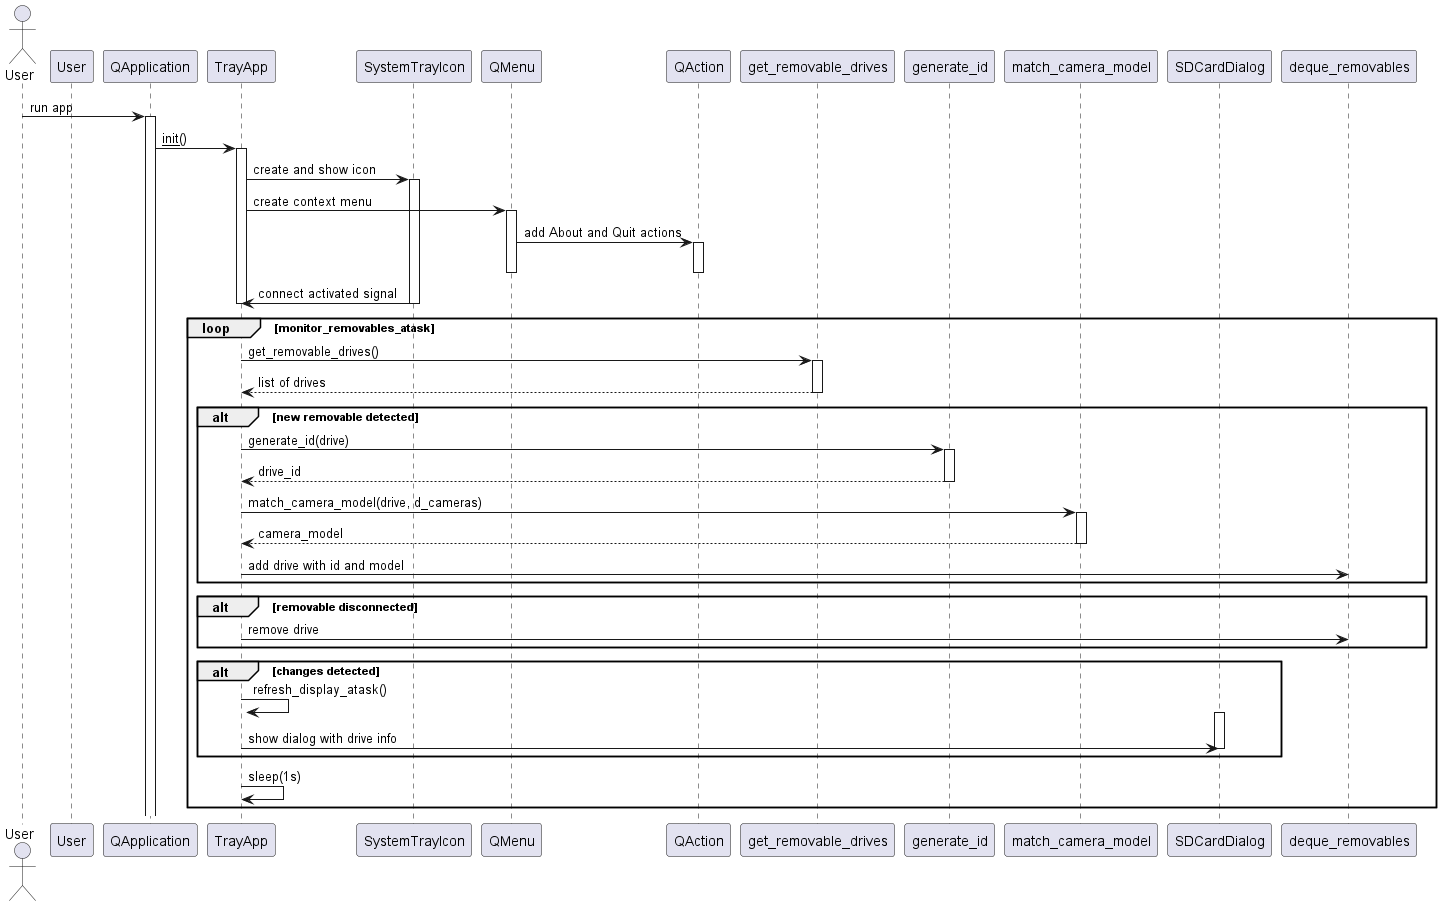 User
User
QApplication
TrayApp
SystemTrayIcon
QMenu
QAction
get_removable_drives
generate_id
match_camera_model
SDCardDialog
deque_removables
run app
init()
create and show icon
create context menu
add About and Quit actions
connect activated signal
loop [monitor_removables_atask]
get_removable_drives()
list of drives
alt [new removable detected]
generate_id(drive)
drive_id
match_camera_model(drive, d_cameras)
camera_model
add drive with id and model
alt [removable disconnected]
remove drive
alt [changes detected]
refresh_display_atask()
show dialog with drive info
sleep(1s)
User
User
QApplication
TrayApp
SystemTrayIcon
QMenu
QAction
get_removable_drives
generate_id
match_camera_model
SDCardDialog
deque_removables